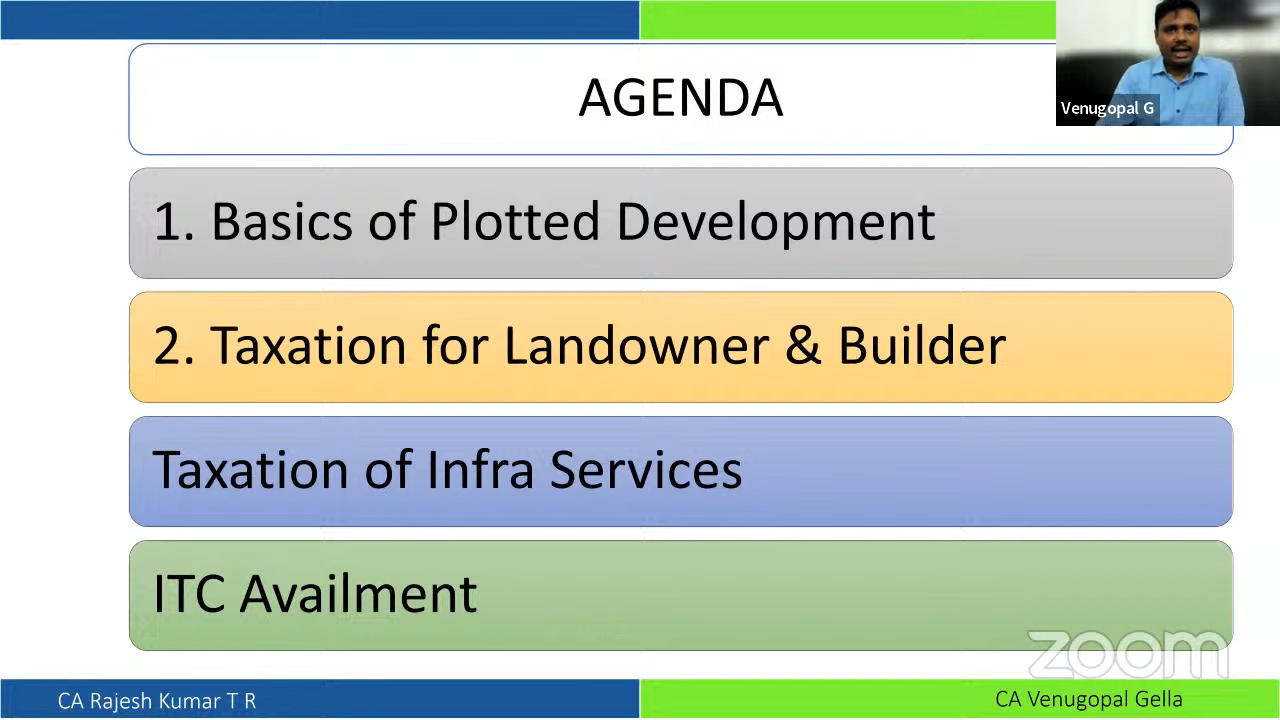 AGENDA
Venugopal G
1. Basics of Plotted Development
2. Taxation for Landowner & Builder
Taxation of Infra Services
ITC Availment
zoom
CA Rajesh Kumar T R
CA Venugopal Gella